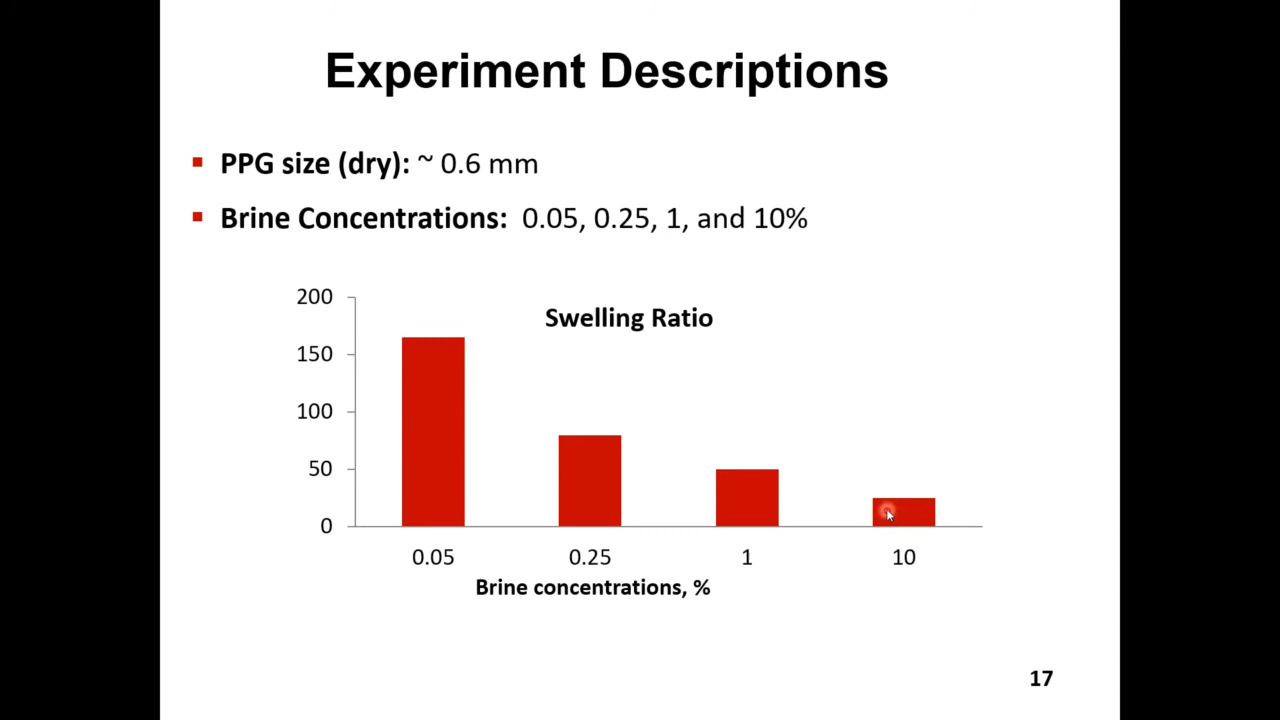 Experiment Descriptions
PPG size (dry): ~ 0.6 mm
Brine Concentrations: 0.05, 0.25, 1, and 10%
Swelling Ratio
200
150
100
50
0
0.05 0.25 1 10
Brine concentrations, %
17